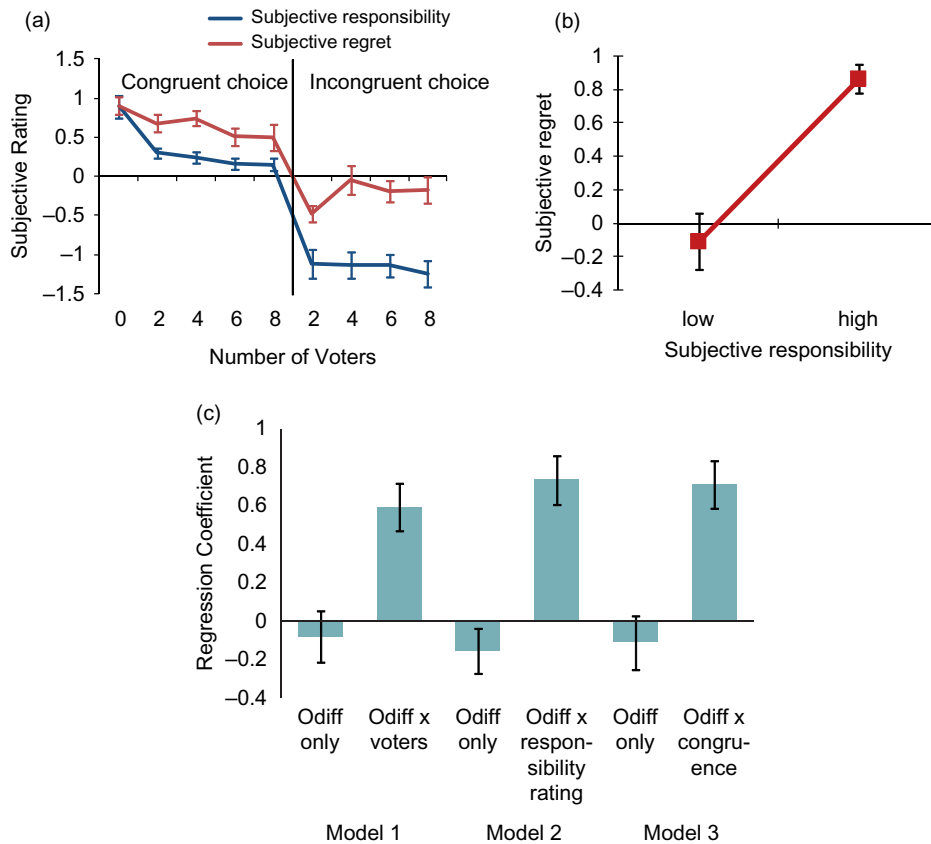 (a)
Subjective responsibility
Subjective regret
Congruent choice
Incongruent choice
Subjective Rating
1.5
1
0.5
0
–0.5
–1
–1.5
0 2 4 6 8 2 4 6 8
Number of Voters
(b)
Subjective regret
1
0.8
0.6
0.4
0.2
0
–0.2
–0.4
low high
Subjective responsibility
(c)
Regression Coefficient
1
0.8
0.6
0.4
0.2
0
–0.2
–0.4
Odiff only
Odiff x voters
Odiff only
Odiff x respon-
sibility
rating
Odiff only
Odiff x congru-
ence
Model 1 Model 2 Model 3